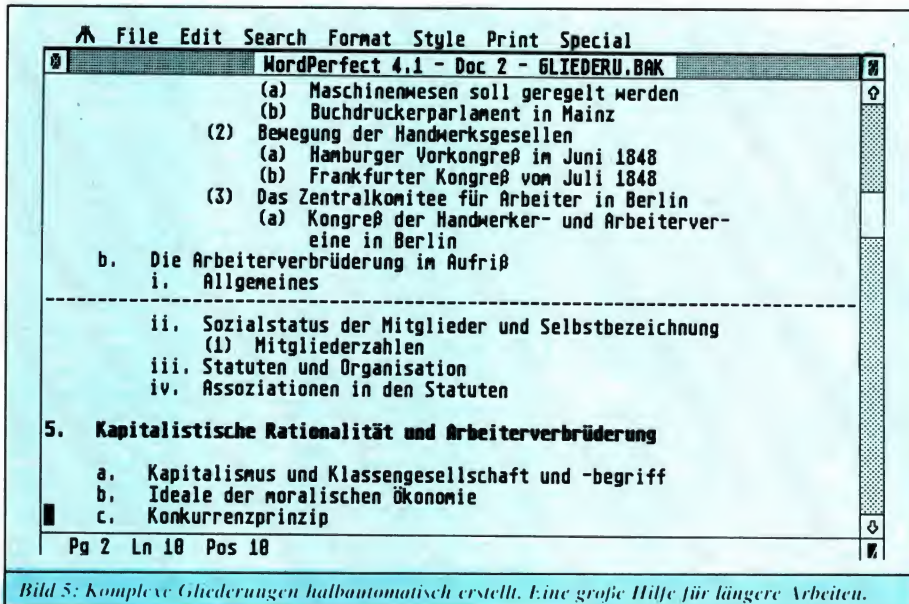 File Edit Search Format Style Print Special
WordPerfect 4.1 - Doc 2 - GLIEDERU.BAK
(a) Maschinenwesen soll geregelt werden
(b) Buchdruckerparlament in Mainz
(2) Bewegung der Handwerksgesellen
(a) Hamburger Vorkongreß im Juni 1848
(b) Frankfurter Kongreß vom Juli 1848
(3) Das Zentralkomitee für Arbeiter in Berlin
(a) Kongreß der Handwerker- und Arbeiterver-
eine in Berlin
b. Die Arbeiterverbrüderung im Aufriß
i. Allgemeines
ii. Sozialstatus der Mitglieder und Selbstbezeichnung
(1) Mitgliederzahlen
iii. Statuten und Organisation
iv. Assoziationen in den Statuten
5. Kapitalistische Rationalität und Arbeiterverbrüderung
a. Kapitalismus und Klassengesellschaft und -begriff
b. Ideale der moralischen Ökonomie
c. Konkurrenzprinzip
Pg 2 Ln 10 Pos 10
Bild 5: Komplexe Gliederungen halbautomatisch erstellt. Eine große Hilfe für längere Arbeiten.